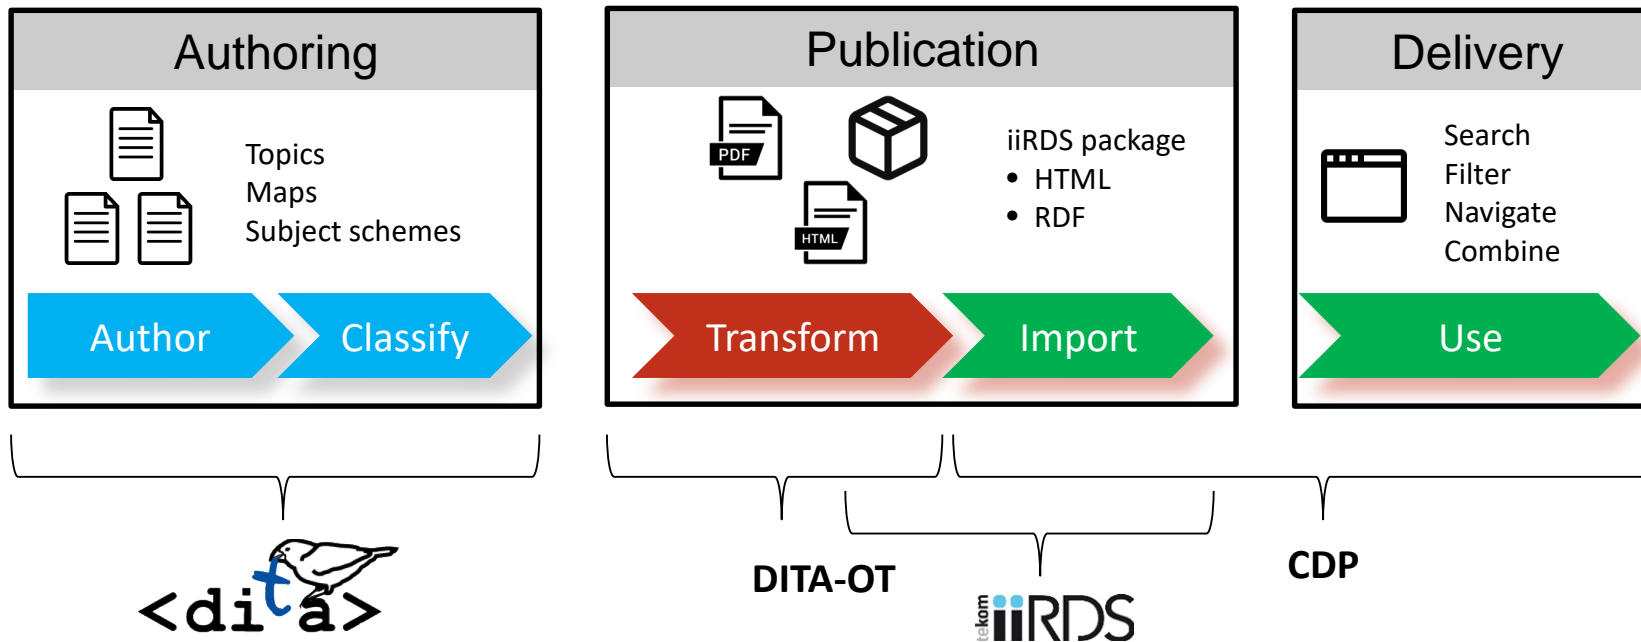 Authoring
Topics
Maps
Subject schemes
Author
Classify
Publication
PDF
HTML
iiRDS package
• HTML
• RDF
Transform
Import
Delivery
Search
Filter
Navigate
Combine
Use
<dita>
DITA-OT
tekom
iiRDS
CDP